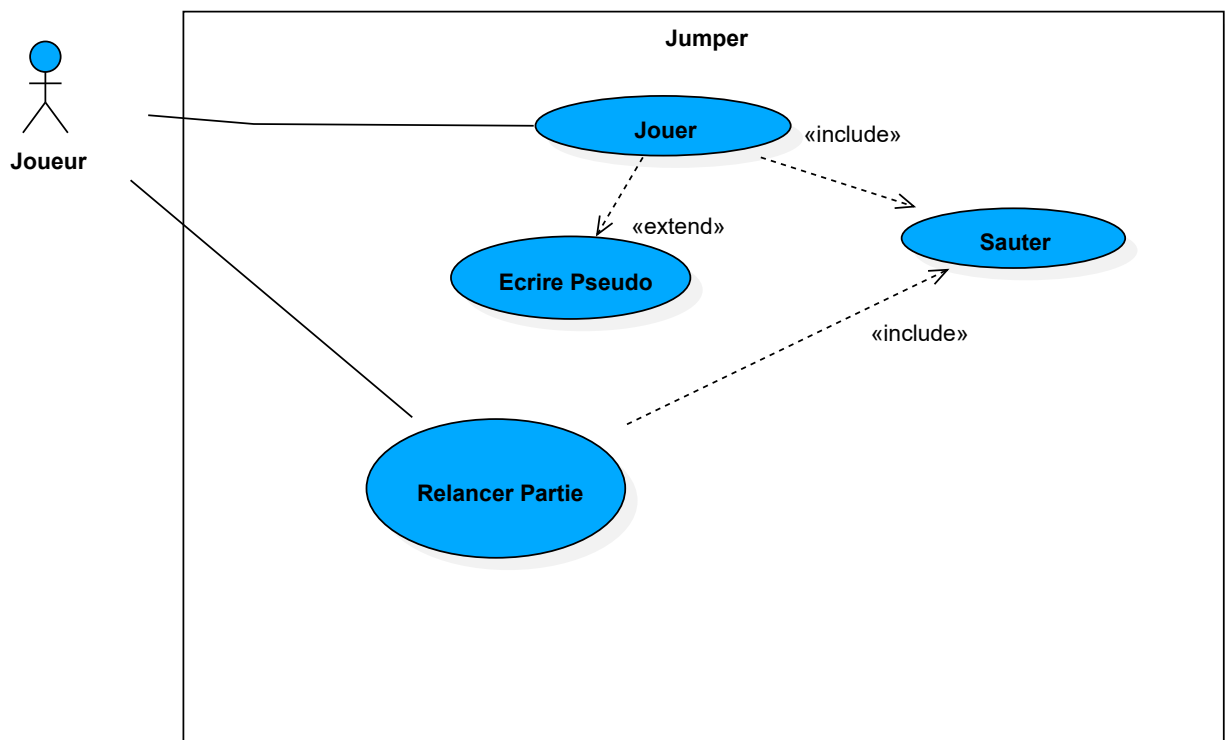 Jumper
Joueur
Jouer
«include»
«extend»
Sauter
Ecrire Pseudo
«include»
Relancer Partie